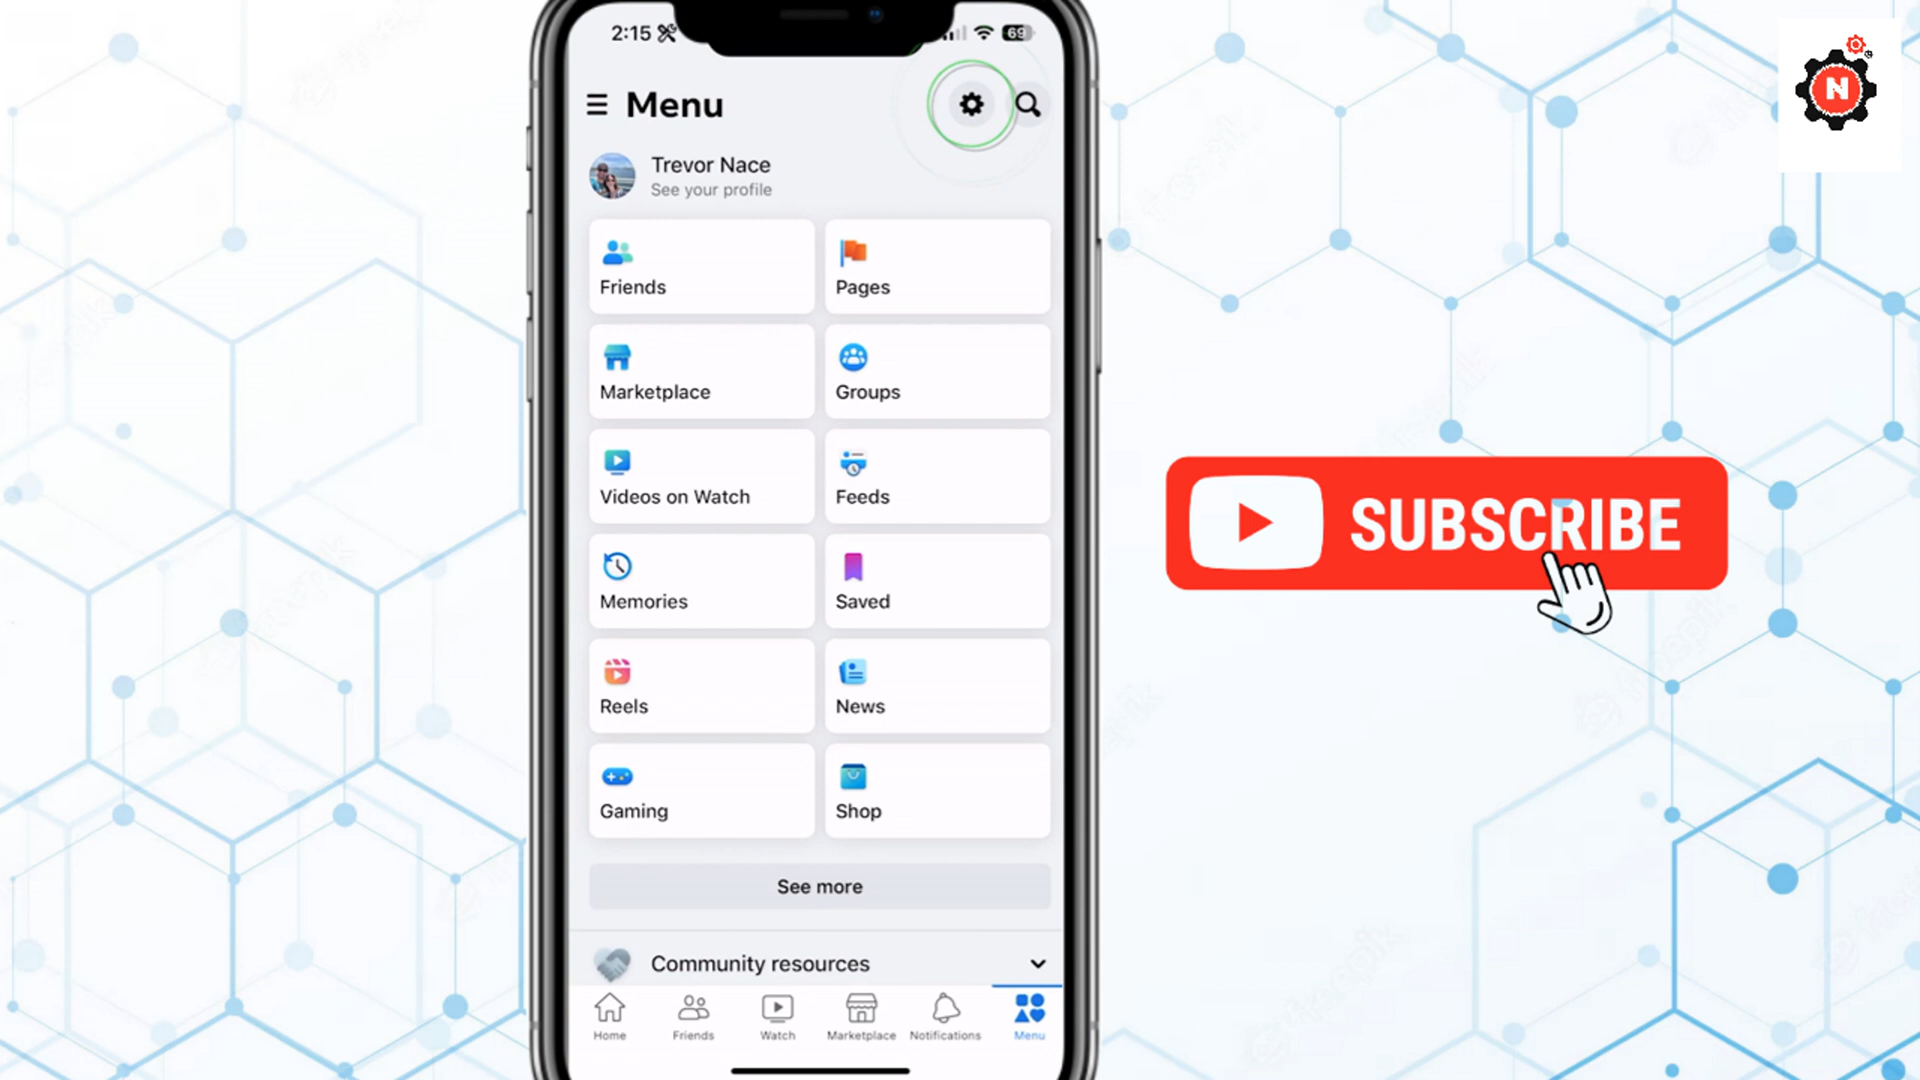 2:15
69
Menu
Trevor Nace
See your profile
Friends
Pages
Marketplace
Groups
Videos on Watch
Feeds
Memories
Saved
Reels
News
Gaming
Shop
See more
Community resources
Home
Friends
Watch
Marketplace
Notifications
Menu
N
SUBSCRIBE